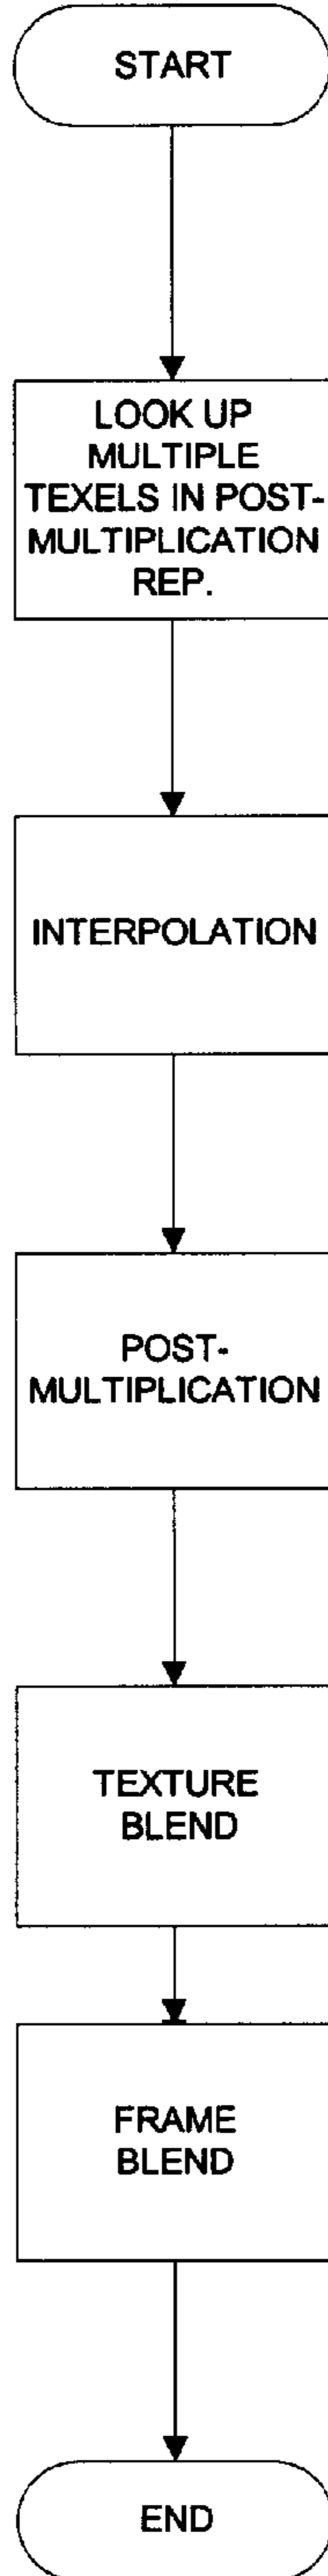 START
LOOK UP
MULTIPLE
TEXELS IN POST-
MULTIPLICATION
REP.
INTERPOLATION
POST-
MULTIPLICATION
TEXTURE
BLEND
FRAME
BLEND
END